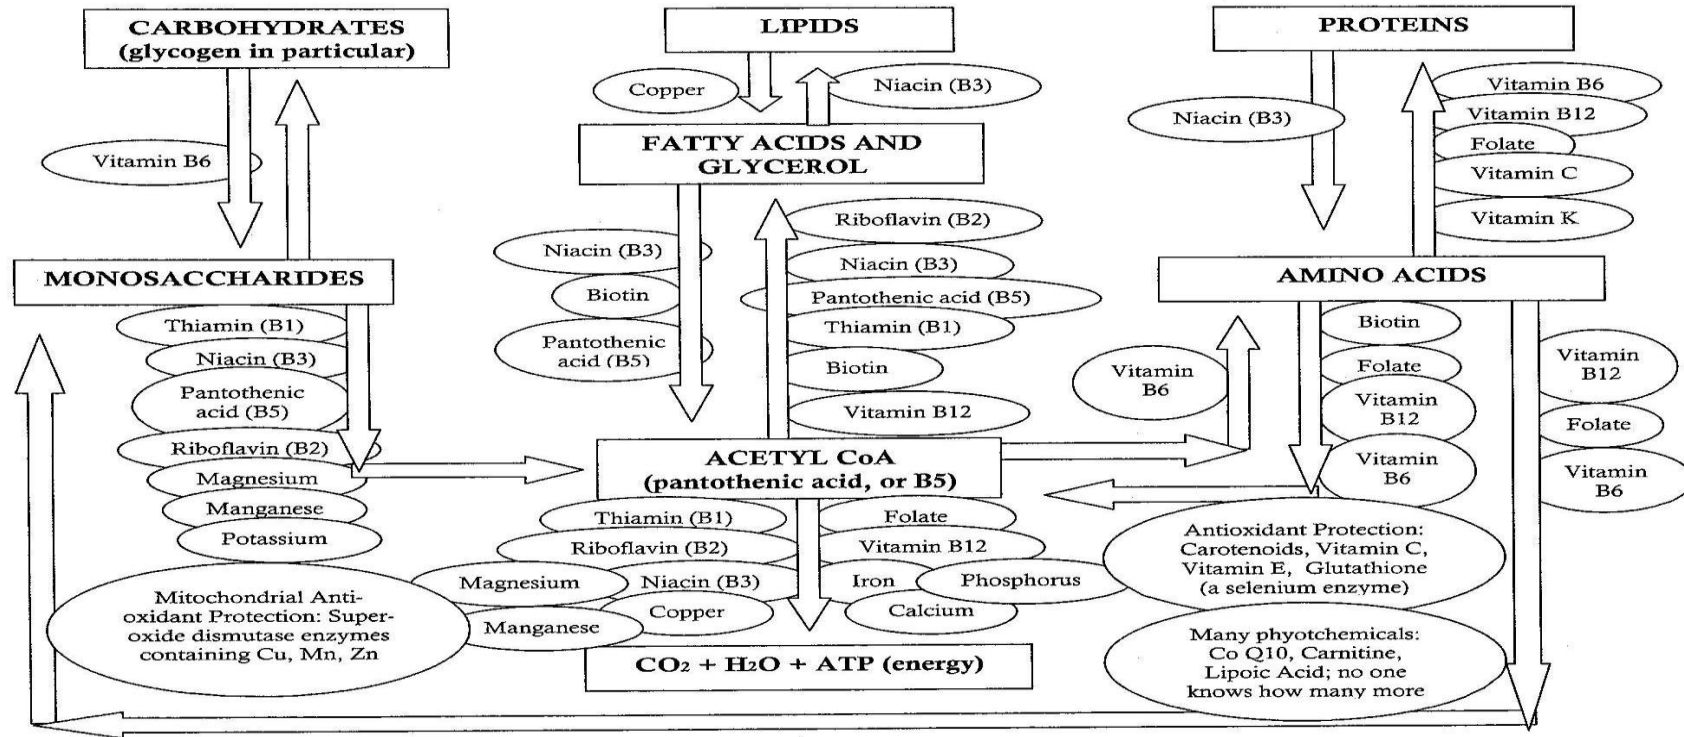 CARBOHYDRATES
(glycogen in particular)
LIPIDS
PROTEINS
Copper
Niacin (B3)
Niacin (B3)
Vitamin B6
Vitamin B12
Folate
Vitamin C
Vitamin K
Vitamin B6
FATTY ACIDS AND
GLYCEROL
MONOSACCHARIDES
AMINO ACIDS
Thiamin (B1)
Niacin (B3)
Pantothenic
acid (B5)
Riboflavin (B2)
Magnesium
Manganese
Potassium
Niacin (B3)
Biotin
Pantothenic
acid (B5)
Riboflavin (B2)
Niacin (B3)
Pantothenic acid (B5)
Thiamin (B1)
Biotin
Vitamin B12
Vitamin
B6
Biotin
Folate
Vitamin
B12
Vitamin
B6
Vitamin
B12
Folate
Vitamin
B6
ACETYL CoA
(pantothenic acid, or B5)
Thiamin (B1)
Riboflavin (B2)
Magnesium
Niacin (B3)
Copper
Manganese
Folate
Vitamin B12
Iron
Phosphorus
Calcium
Mitochondrial Anti-
oxidant Protection: Super-
oxide dismutase enzymes
containing Cu, Mn, Zn
Antioxidant Protection:
Carotenoids, Vitamin C,
Vitamin E, Glutathione
(a selenium enzyme)
Many phyotchemicals:
Co Q10, Carnitine,
Lipoic Acid; no one
knows how many more
CO2 + H2O + ATP (energy)